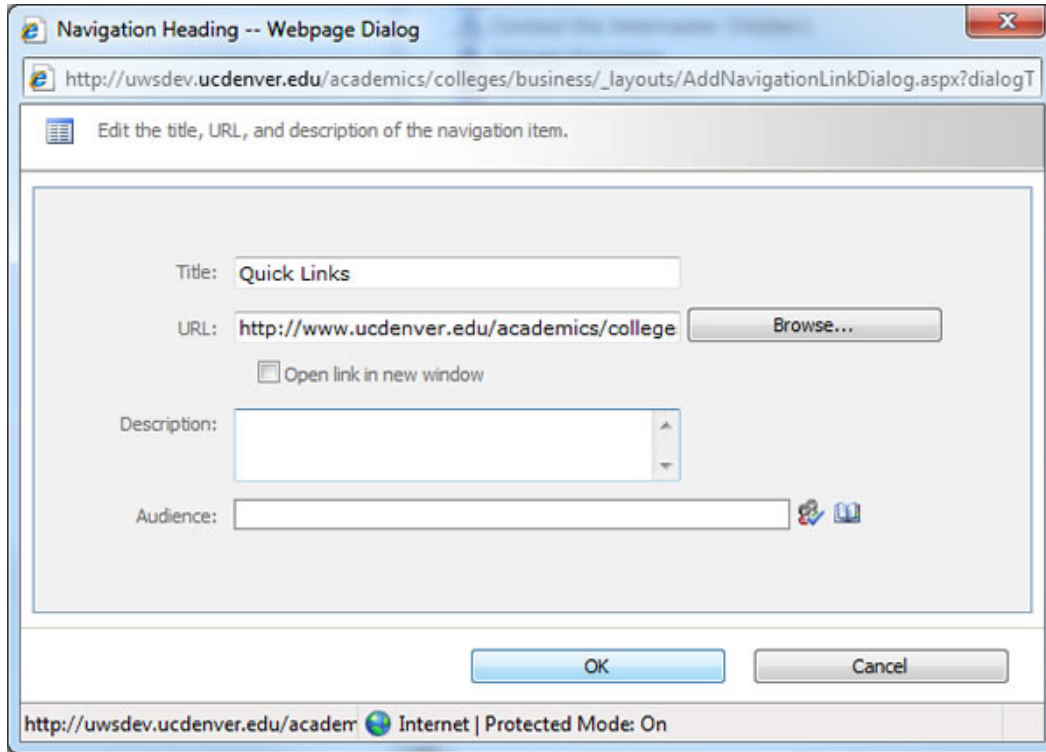 Navigation Heading -- Webpage Dialog
http://uwsdev.ucdenver.edu/academics/colleges/business/_layouts/AddNavigationLinkDialog.aspx?dialogT
Edit the title, URL, and description of the navigation item.
Title: Quick Links
URL: http://www.ucdenver.edu/academics/college Browse...
Open link in new window
Description:
Audience:
OK Cancel
http://uwsdev.ucdenver.edu/academ Internet | Protected Mode: On